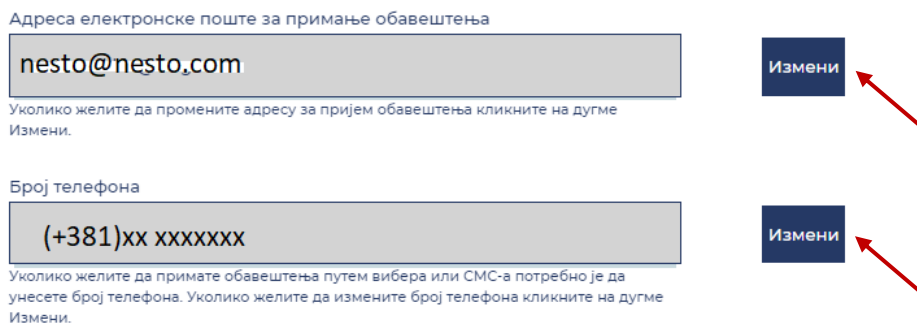 Адреса електронске поште за примање обавештења
nesto@nesto.com
Измени
Уколико желите да промените адресу за пријем обавештења кликните на дугме
Измени.
Број телефона
(+381)xx xxxxxxx
Измени
Уколико желите да примате обавештења путем вибера или СМС-а потребно је да
унесете број телефона. Уколико желите да измените број телефона кликните на дугме
Измени.